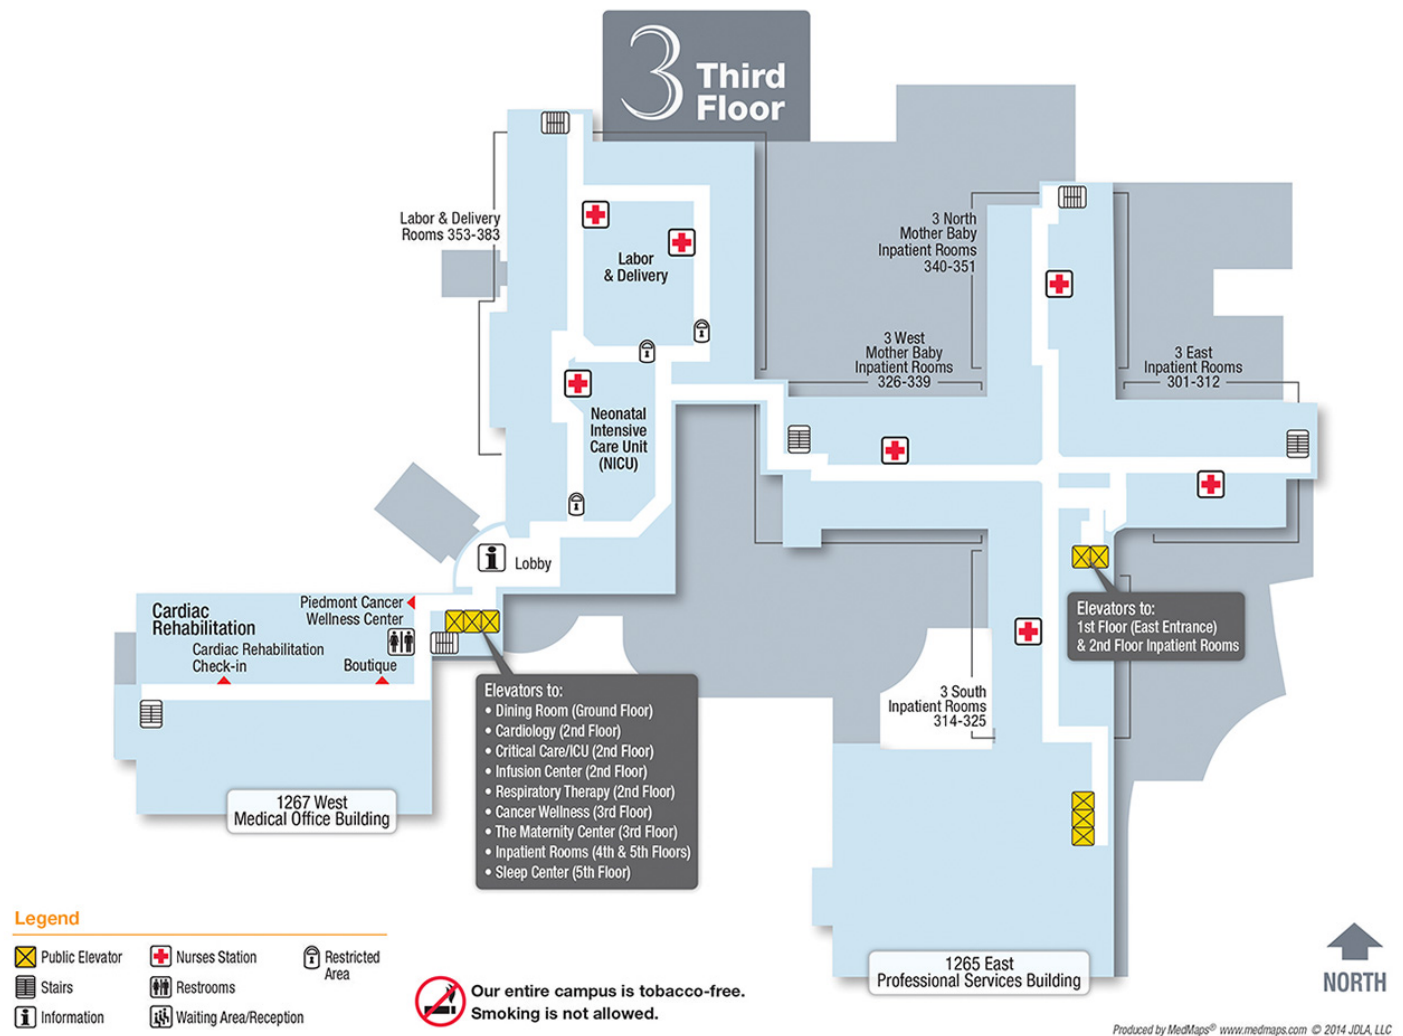 3 Third
Floor
Labor & Delivery
Rooms 353-383
Labor
& Delivery
3 North
Mother Baby
Inpatient Rooms
340-351
3 West
Mother Baby
Inpatient Rooms
326-339
3 East
Inpatient Rooms
301-312
Neonatal
Intensive
Care Unit
(NICU)
Lobby
Cardiac
Rehabilitation
Piedmont Cancer
Wellness Center
Cardiac Rehabilitation
Check-in
Boutique
Elevators to:
1st Floor (East Entrance)
& 2nd Floor Inpatient Rooms
3 South
Inpatient Rooms
314-325
Elevators to:
• Dining Room (Ground Floor)
• Cardiology (2nd Floor)
• Critical Care/ICU (2nd Floor)
• Infusion Center (2nd Floor)
• Respiratory Therapy (2nd Floor)
• Cancer Wellness (3rd Floor)
• The Maternity Center (3rd Floor)
• Inpatient Rooms (4th & 5th Floors)
• Sleep Center (5th Floor)
1267 West
Medical Office Building
1265 East
Professional Services Building
Legend
Public Elevator
Stairs
Information
Nurses Station
Restrooms
Waiting Area/Reception
Restricted
Area
Our entire campus is tobacco-free.
Smoking is not allowed.
NORTH
Produced by MedMaps® www.medmaps.com © 2014 JDLA, LLC